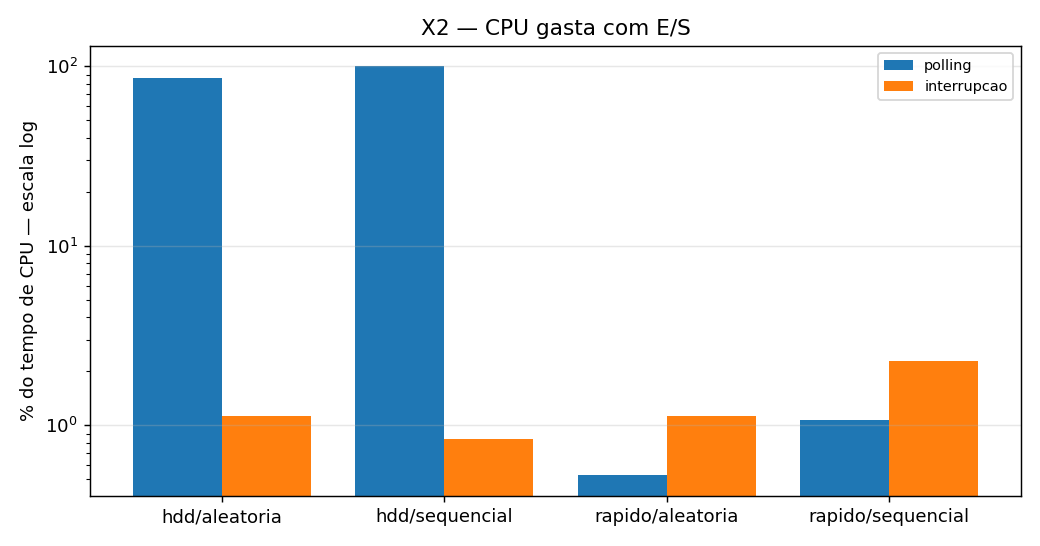 X2 — CPU gasta com E/S
% do tempo de CPU — escala log
10²
10¹
10⁰
polling
interrupcao
hdd/aleatoria
hdd/sequencial
rapido/aleatoria
rapido/sequencial